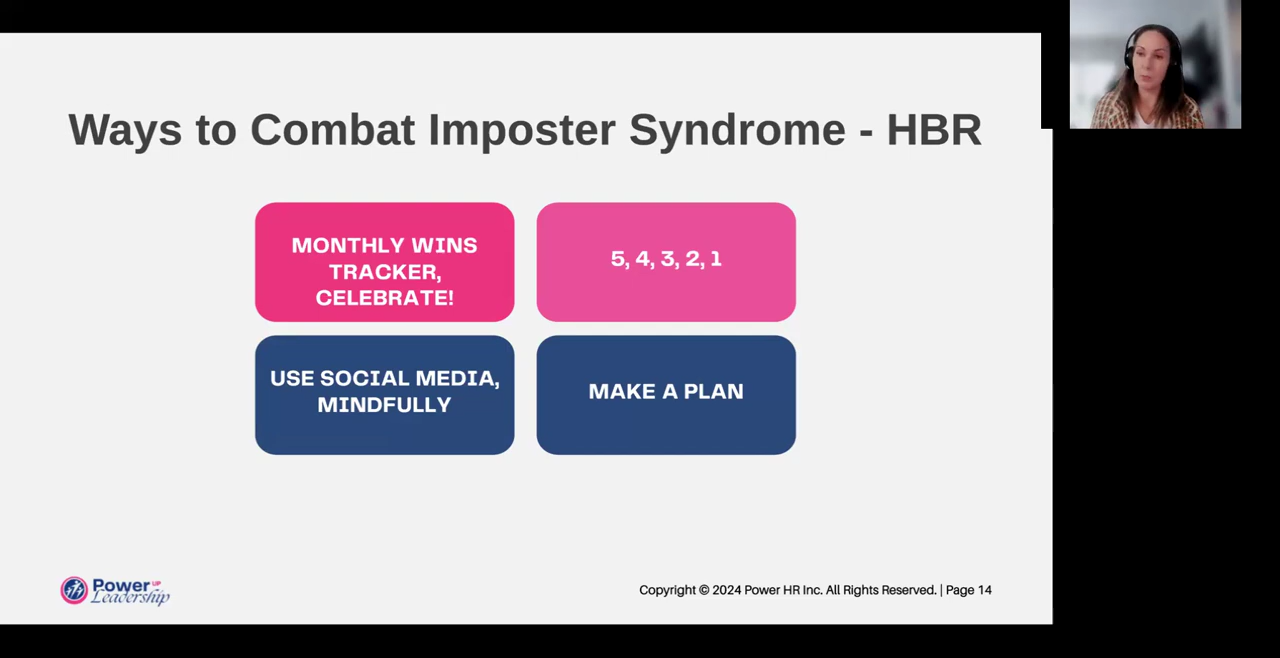 Ways to Combat Imposter Syndrome - HBR
MONTHLY WINS
TRACKER,
CELEBRATE!
5, 4, 3, 2, 1
USE SOCIAL MEDIA,
MINDFULLY
MAKE A PLAN
Power UP
Leadership
Copyright © 2024 Power HR Inc. All Rights Reserved. | Page 14